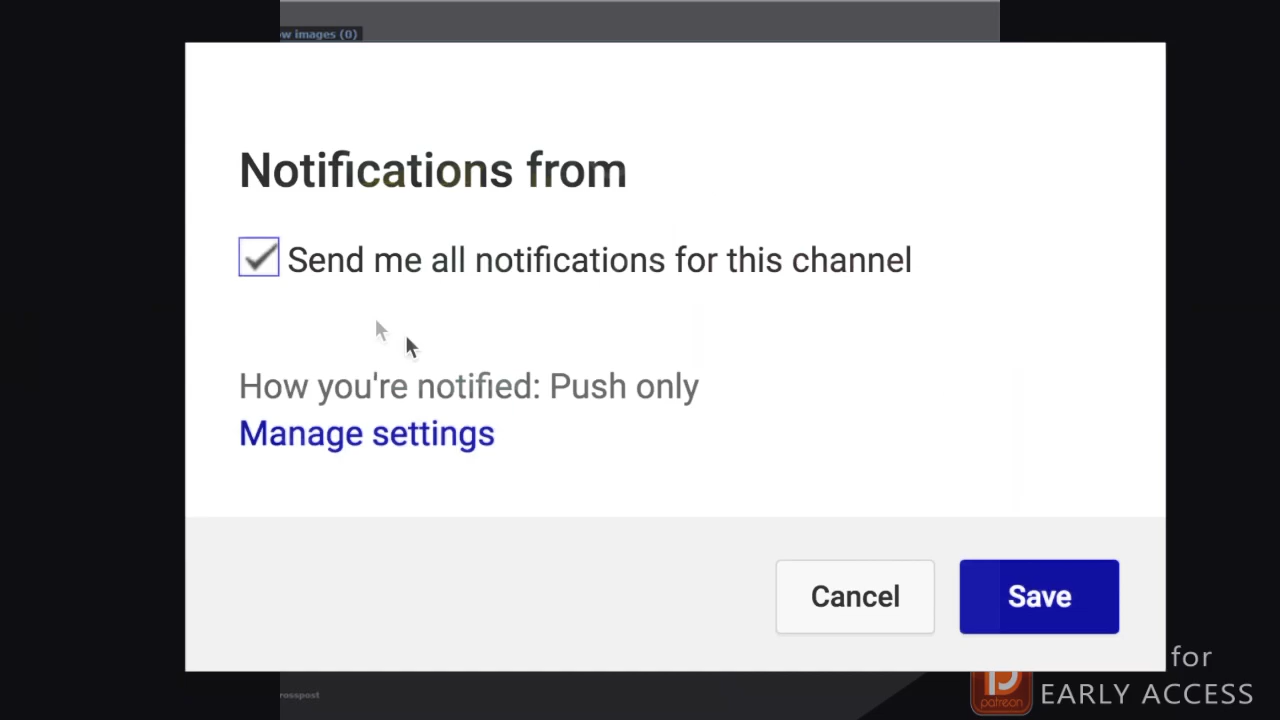 ow images (0)
Notifications from
Send me all notifications for this channel
How you're notified: Push only
Manage settings
Cancel
Save
for
patreon
EARLY ACCESS
rosspost